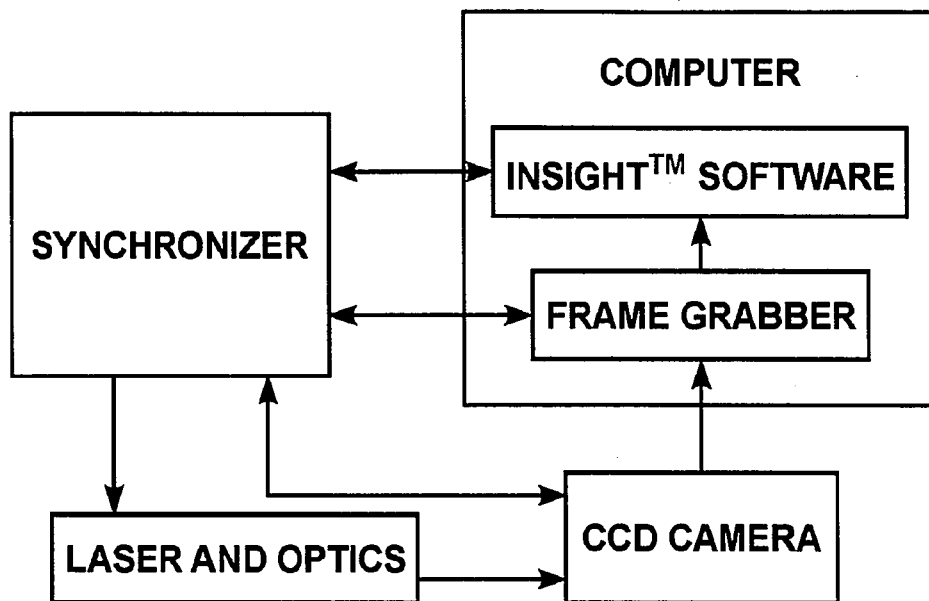 COMPUTER
INSIGHT™ SOFTWARE
SYNCHRONIZER
FRAME GRABBER
CCD CAMERA
LASER AND OPTICS